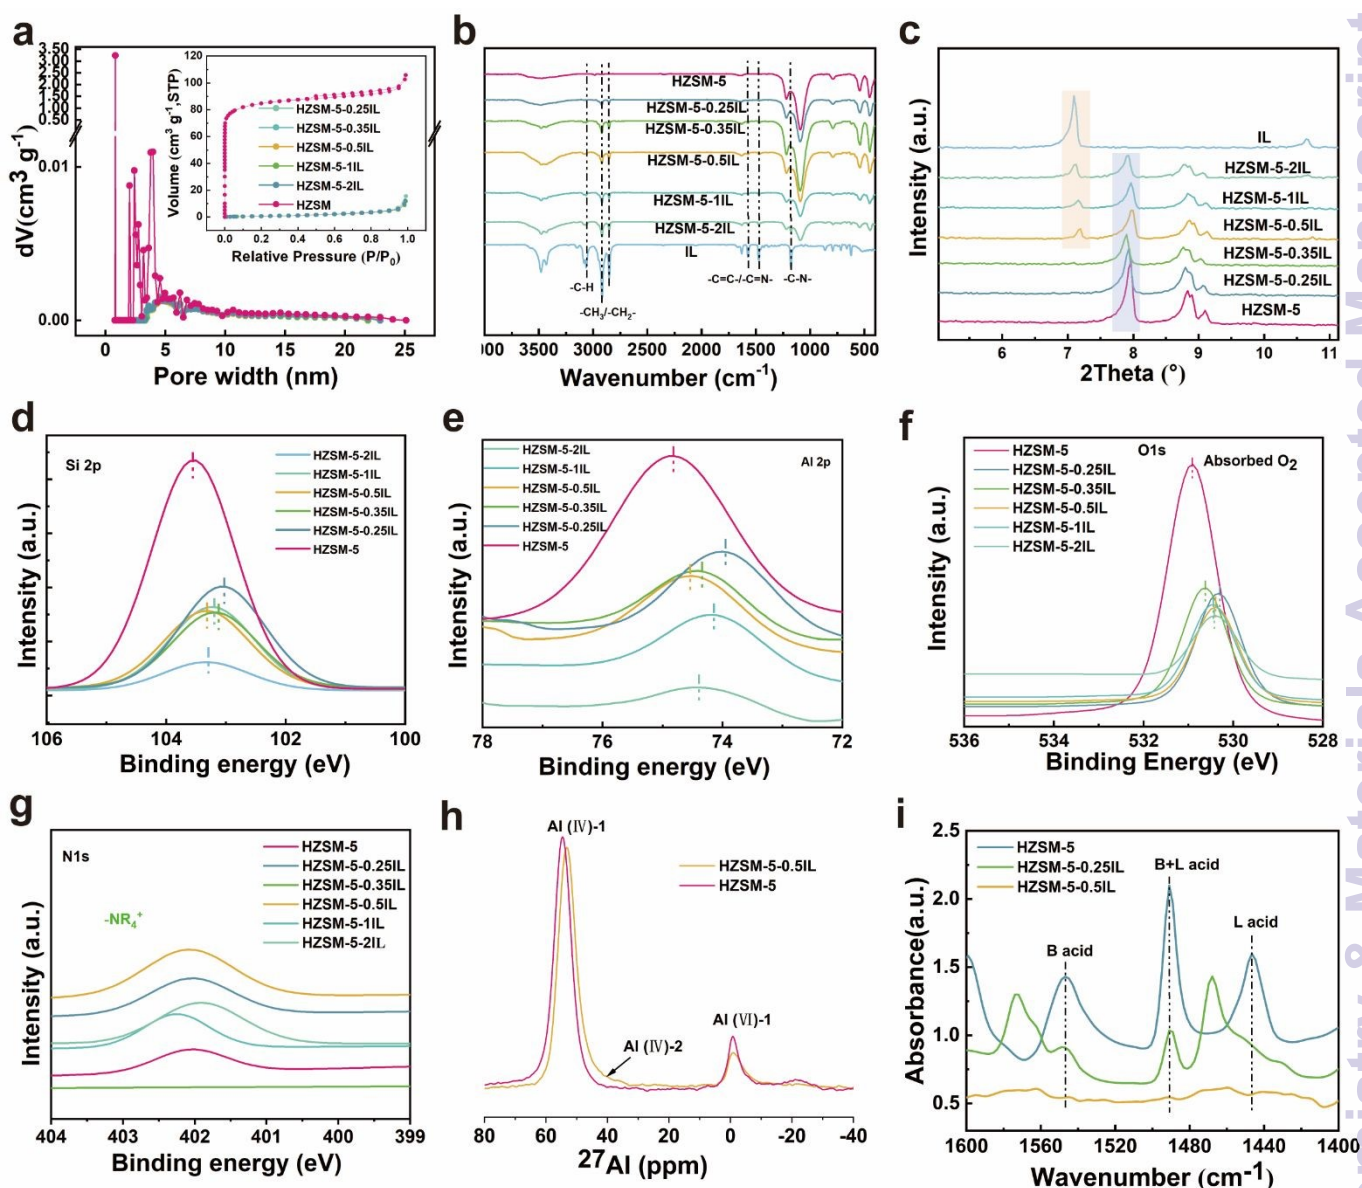 a
3.50
3.00
2.50
2.00
1.50
1.00
0.50
0.01
0.00
dV(cm³ g⁻¹)
0 5 10 15 20 25
Pore width (nm)
120
100
80
60
40
20
0
Volume (cm³ g⁻¹,STP)
HZSM-5-0.25IL
HZSM-5-0.35IL
HZSM-5-0.5IL
HZSM-5-1IL
HZSM-5-2IL
HZSM
0.0 0.2 0.4 0.6 0.8 1.0
Relative Pressure (P/P₀)
b
HZSM-5
HZSM-5-0.25IL
HZSM-5-0.35IL
HZSM-5-0.5IL
HZSM-5-1IL
HZSM-5-2IL
IL
-C-H
-CH₃/-CH₂-
-C=C-/-C=N-
-C-N-
00 3500 3000 2500 2000 1500 1000 500
Wavenumber (cm⁻¹)
c
Intensity (a.u.)
IL
HZSM-5-2IL
HZSM-5-1IL
HZSM-5-0.5IL
HZSM-5-0.35IL
HZSM-5-0.25IL
HZSM-5
6 7 8 9 10 11
2Theta (°)
d
Si 2p
HZSM-5-2IL
HZSM-5-1IL
HZSM-5-0.5IL
HZSM-5-0.35IL
HZSM-5-0.25IL
HZSM-5
Intensity (a.u.)
106 104 102 100
Binding energy (eV)
e
Al 2p
HZSM-5-2IL
HZSM-5-1IL
HZSM-5-0.5IL
HZSM-5-0.35IL
HZSM-5-0.25IL
HZSM-5
Intensity (a.u.)
78 76 74 72
Binding energy (eV)
f
O1s
Absorbed O₂
HZSM-5
HZSM-5-0.25IL
HZSM-5-0.35IL
HZSM-5-0.5IL
HZSM-5-1IL
HZSM-5-2IL
Intensity (a.u.)
536 534 532 530 528
Binding Energy (eV)
g
N1s
-NR₄⁺
HZSM-5
HZSM-5-0.25IL
HZSM-5-0.35IL
HZSM-5-0.5IL
HZSM-5-1IL
HZSM-5-2IL
Intensity (a.u.)
404 403 402 401 400 399
Binding energy (eV)
h
Al (Ⅳ)-1
HZSM-5-0.5IL
HZSM-5
Al (Ⅳ)-2
Al (Ⅵ)-1
80 60 40 20 0 -20 -40
²⁷Al (ppm)
i
2.5
2.0
1.5
1.0
0.5
Absorbance(a.u.)
HZSM-5
HZSM-5-0.25IL
HZSM-5-0.5IL
B+L acid
B acid
L acid
1600 1560 1520 1480 1440 1400
Wavenumber (cm⁻¹)
& Materials Accepted Manuscript